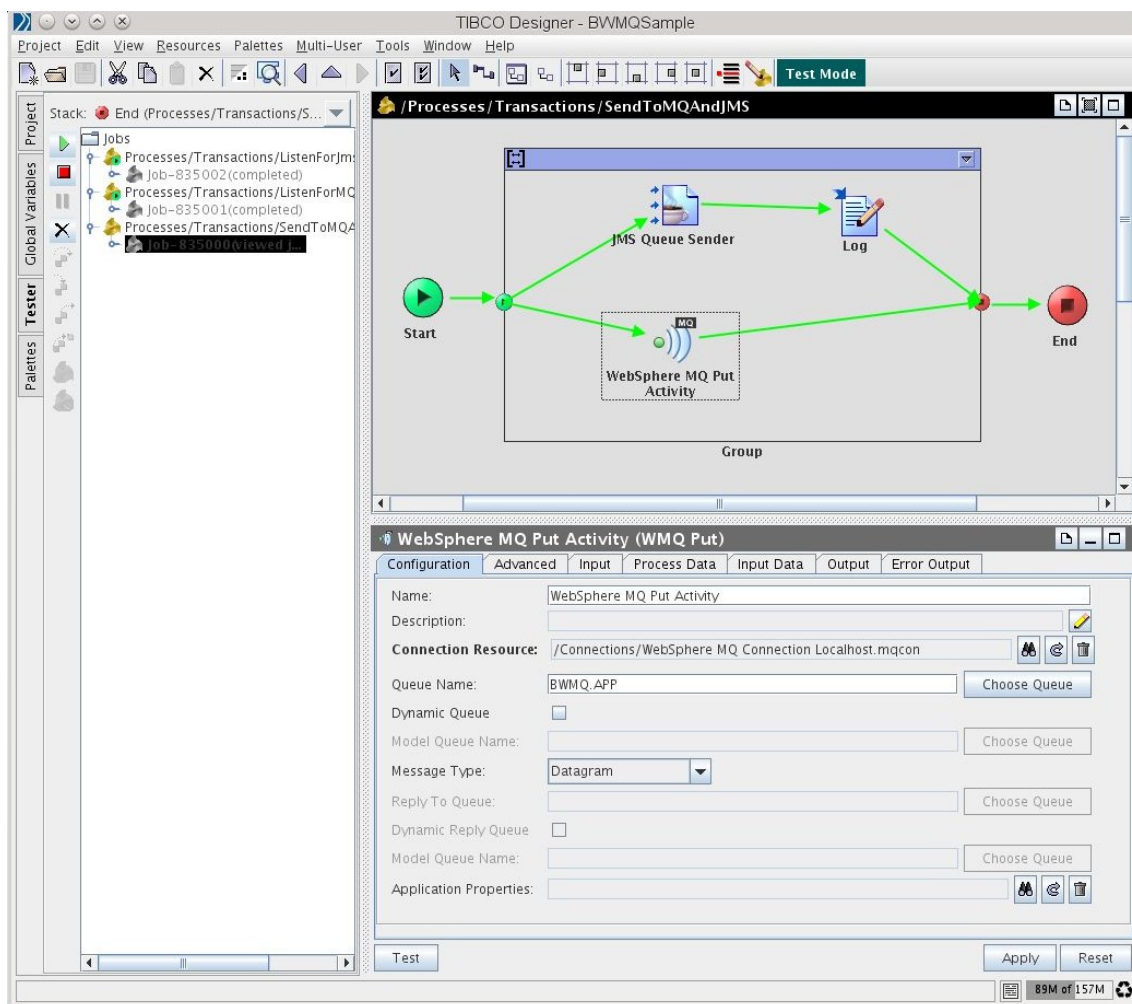 TIBCO Designer - BWMQSample
Project Edit View Resources Palettes Multi-User Tools Window Help
Test Mode
Project
Global Variables
Tester
Palettes
Stack: End (Processes/Transactions/S...
Jobs
Processes/Transactions/ListenForJms
Job-835002(completed)
Processes/Transactions/ListenForMQ
Job-835001(completed)
Processes/Transactions/SendToMQA
Job-835000(viewed j...
/Processes/Transactions/SendToMQAndJMS
JMS Queue Sender
Log
Start
End
MQ
WebSphere MQ Put
Activity
Group
WebSphere MQ Put Activity (WMQ Put)
Configuration Advanced Input Process Data Input Data Output Error Output
Name: WebSphere MQ Put Activity
Description:
Connection Resource: /Connections/WebSphere MQ Connection Localhost.mqcon
Queue Name: BWMQ.APP Choose Queue
Dynamic Queue
Model Queue Name: Choose Queue
Message Type: Datagram
Reply To Queue: Choose Queue
Dynamic Reply Queue
Model Queue Name: Choose Queue
Application Properties:
Test Apply Reset
89M of 157M